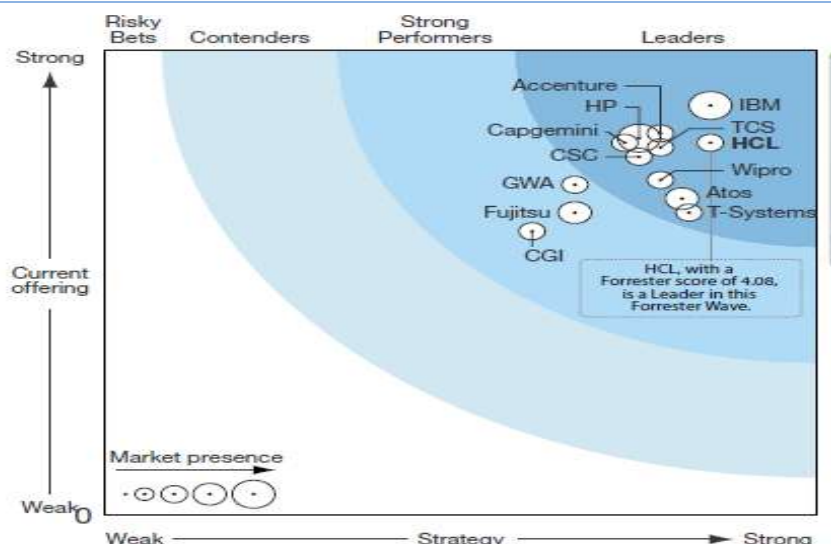 Risky
Bets
Contenders
Strong
Performers
Leaders
Strong
Accenture
IBM
HP
TCS
Capgemini
HCL
CSC
Wipro
GWA
Atos
Fujitsu
T-Systems
CGI
Current
offering
HCL, with a
Forrester score of 4.08,
is a Leader in this
Forrester Wave.
Market presence
Weak
0
Weak
Strategy
Strong